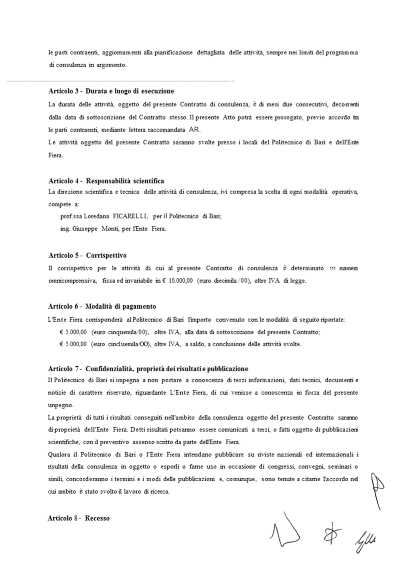 le parti contraenti, aggiornamenti alla pianificazione dettagliata delle attività, sempre nei limiti del programma
di consulenza in argomento.
Articolo 3 - Durata e luogo di esecuzione
La durata delle attività, oggetto del presente Contratto di consulenza, è di mesi due consecutivi, decorrenti
dalla data di sottoscrizione del Contratto stesso. Il presente Atto potrà essere prorogato, previo accordo tra
le parti contraenti, mediante lettera raccomandata AR.
Le attività oggetto del presente Contratto saranno svolte presso i locali del Politecnico di Bari e dell'Ente
Fiera.
Articolo 4 - Responsabilità scientifica
La direzione scientifica e tecnica delle attività di consulenza, ivi compresa la scelta di ogni modalità operativa,
compete a:
prof.ssa Loredana FICARELLI, per il Politecnico di Bari;
ing. Giuseppe Monti, per l'Ente Fiera.
Articolo 5 - Corrispettivo
Il corrispettivo per le attività di cui al presente Contratto di consulenza è determinato in maniera
omnicomprensiva, fissa ed invariabile in € 10.000,00 (euro diecimila /00), oltre IVA di legge.
Articolo 6 - Modalità di pagamento
L'Ente Fiera corrisponderà al Politecnico di Bari l'importo convenuto con le modalità di seguito riportate:
€ 5.000,00 (euro cinquemila/00), oltre IVA, alla data di sottoscrizione del presente Contratto;
€ 5.000,00 (euro cincluemila/OO), oltre IVA, a saldo, a conclusione delle attività svolte.
Articolo 7 - Confidenzialità, proprietà dei risultati e pubblicazione
Il Politecnico di Bari si impegna a non portare a conoscenza di terzi informazioni, dati tecnici, documenti e
notizie di carattere riservato, riguardante L'Ente Fiera, di cui venisse a conoscenza in forza del presente
impegno.
La proprietà di tutti i risultati conseguiti nell'ambito della consulenza oggetto del presente Contratto saranno
di proprietà dell'Ente Fiera. Detti risultati potranno essere comunicati a terzi, o fatti oggetto di pubblicazioni
scientifiche, con il preventivo assenso scritto da parte dell'Ente Fiera.
Qualora il Politecnico di Bari o l'Ente Fiera intendano pubblicare su riviste nazionali ed internazionali i
risultati della consulenza in oggetto o esporli o farne uso in occasione di congressi, convegni, seminari o
simili, concorderanno i termini e i modi delle pubblicazioni e, comunque, sono tenute a citarne l'accordo nel
cui ambito è stato svolto il lavoro di ricerca.
Articolo 8 - Recesso